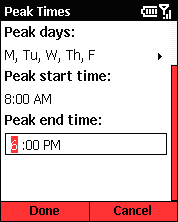 Peak Times
Peak days:
M, Tu, W, Th, F
Peak start time:
8:00 AM
Peak end time:
6 :00 PM
Done
Cancel